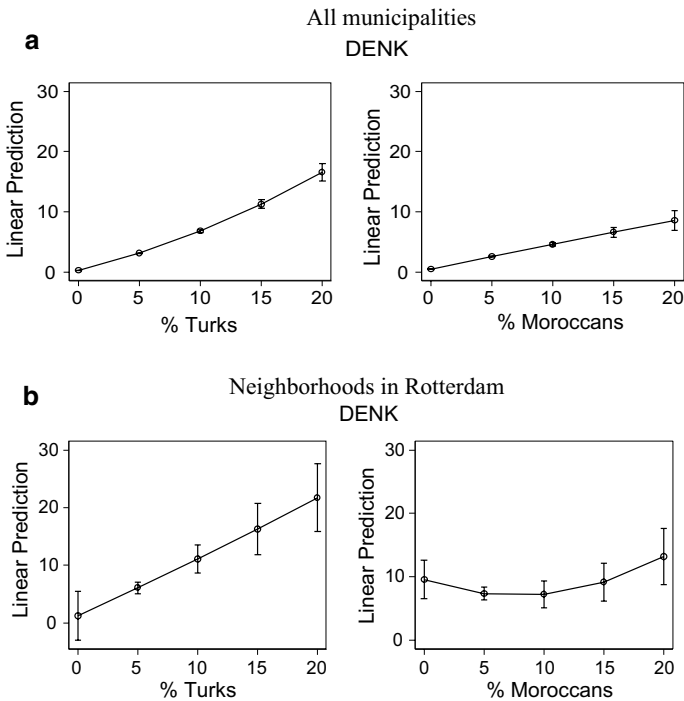 All municipalities
a
DENK
30
20
10
0
Linear Prediction
0 5 10 15 20
% Turks
30
20
10
0
Linear Prediction
0 5 10 15 20
% Moroccans
b
Neighborhoods in Rotterdam
DENK
30
20
10
0
Linear Prediction
0 5 10 15 20
% Turks
30
20
10
0
Linear Prediction
0 5 10 15 20
% Moroccans